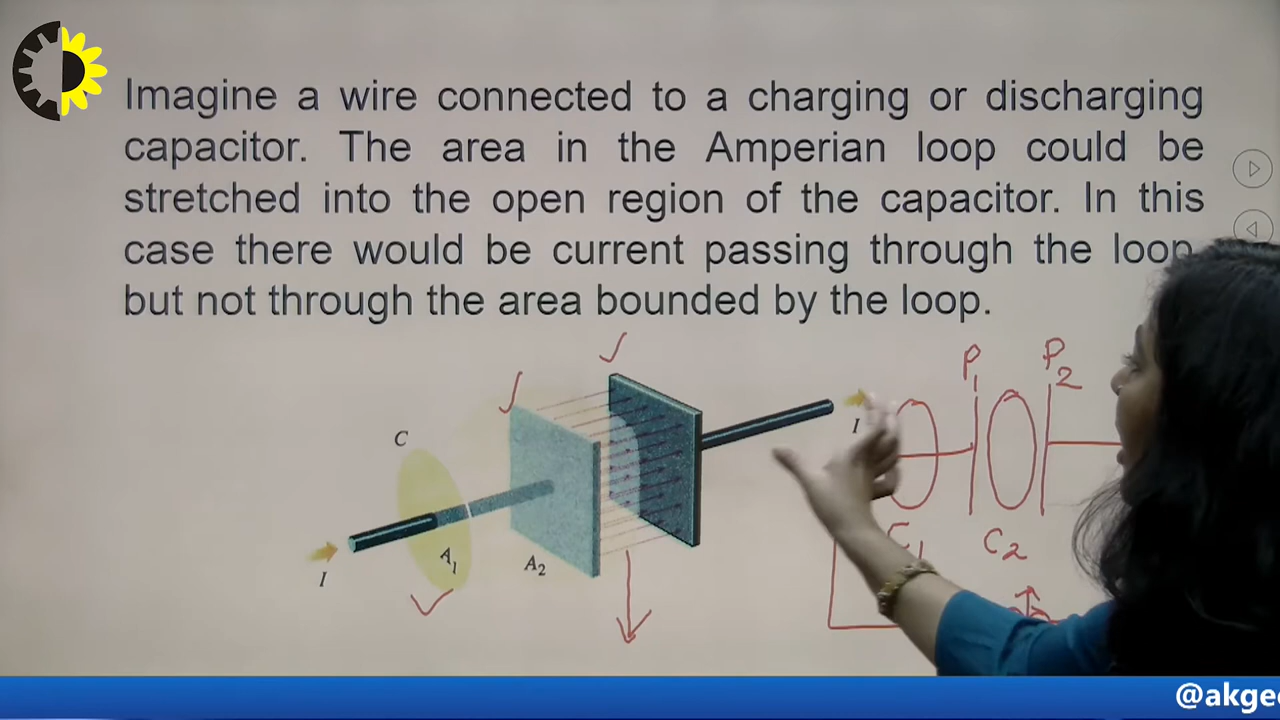 Imagine a wire connected to a charging or discharging
capacitor. The area in the Amperian loop could be
stretched into the open region of the capacitor. In this
case there would be current passing through the loop
but not through the area bounded by the loop.
C
I
A1
A2
I
P1
P2
C1
C2